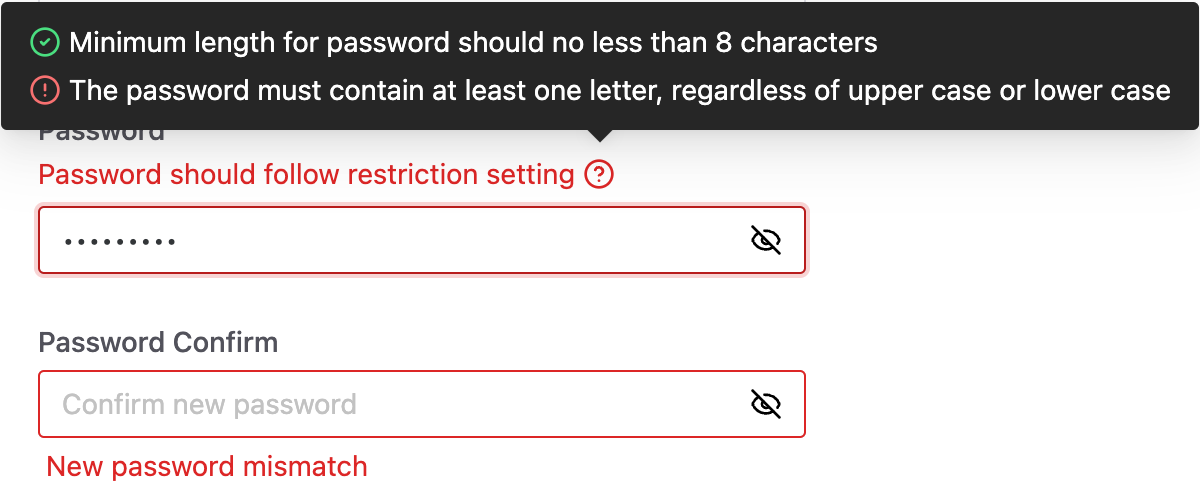 Minimum length for password should no less than 8 characters
The password must contain at least one letter, regardless of upper case or lower case
Password
Password should follow restriction setting
•••••••••
Password Confirm
Confirm new password
New password mismatch